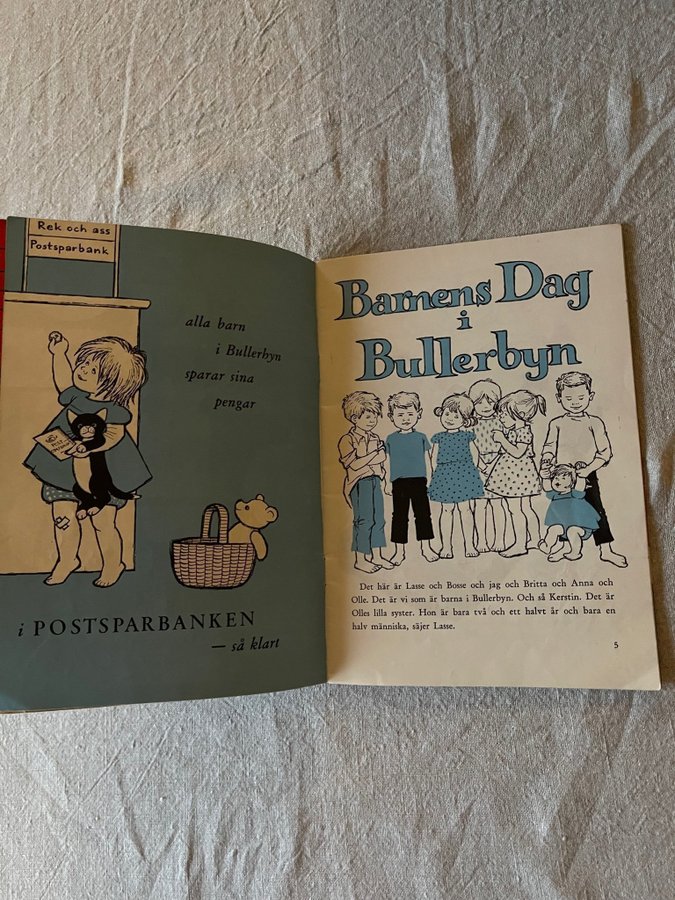 Rek och ass
Postsparbank
alla barn
i Bullerbyn
sparar sina
pengar
i POSTSPARBANKEN
— så klart
Barnens Dag
i
Bullerbyn
Det här är Lasse och Bosse och jag och Britta och Anna och
Olle. Det är vi som är barna i Bullerbyn. Och så Kerstin. Det är
Olles lilla syster. Hon är bara två och ett halvt år och bara en
halv människa, säjer Lasse.
5